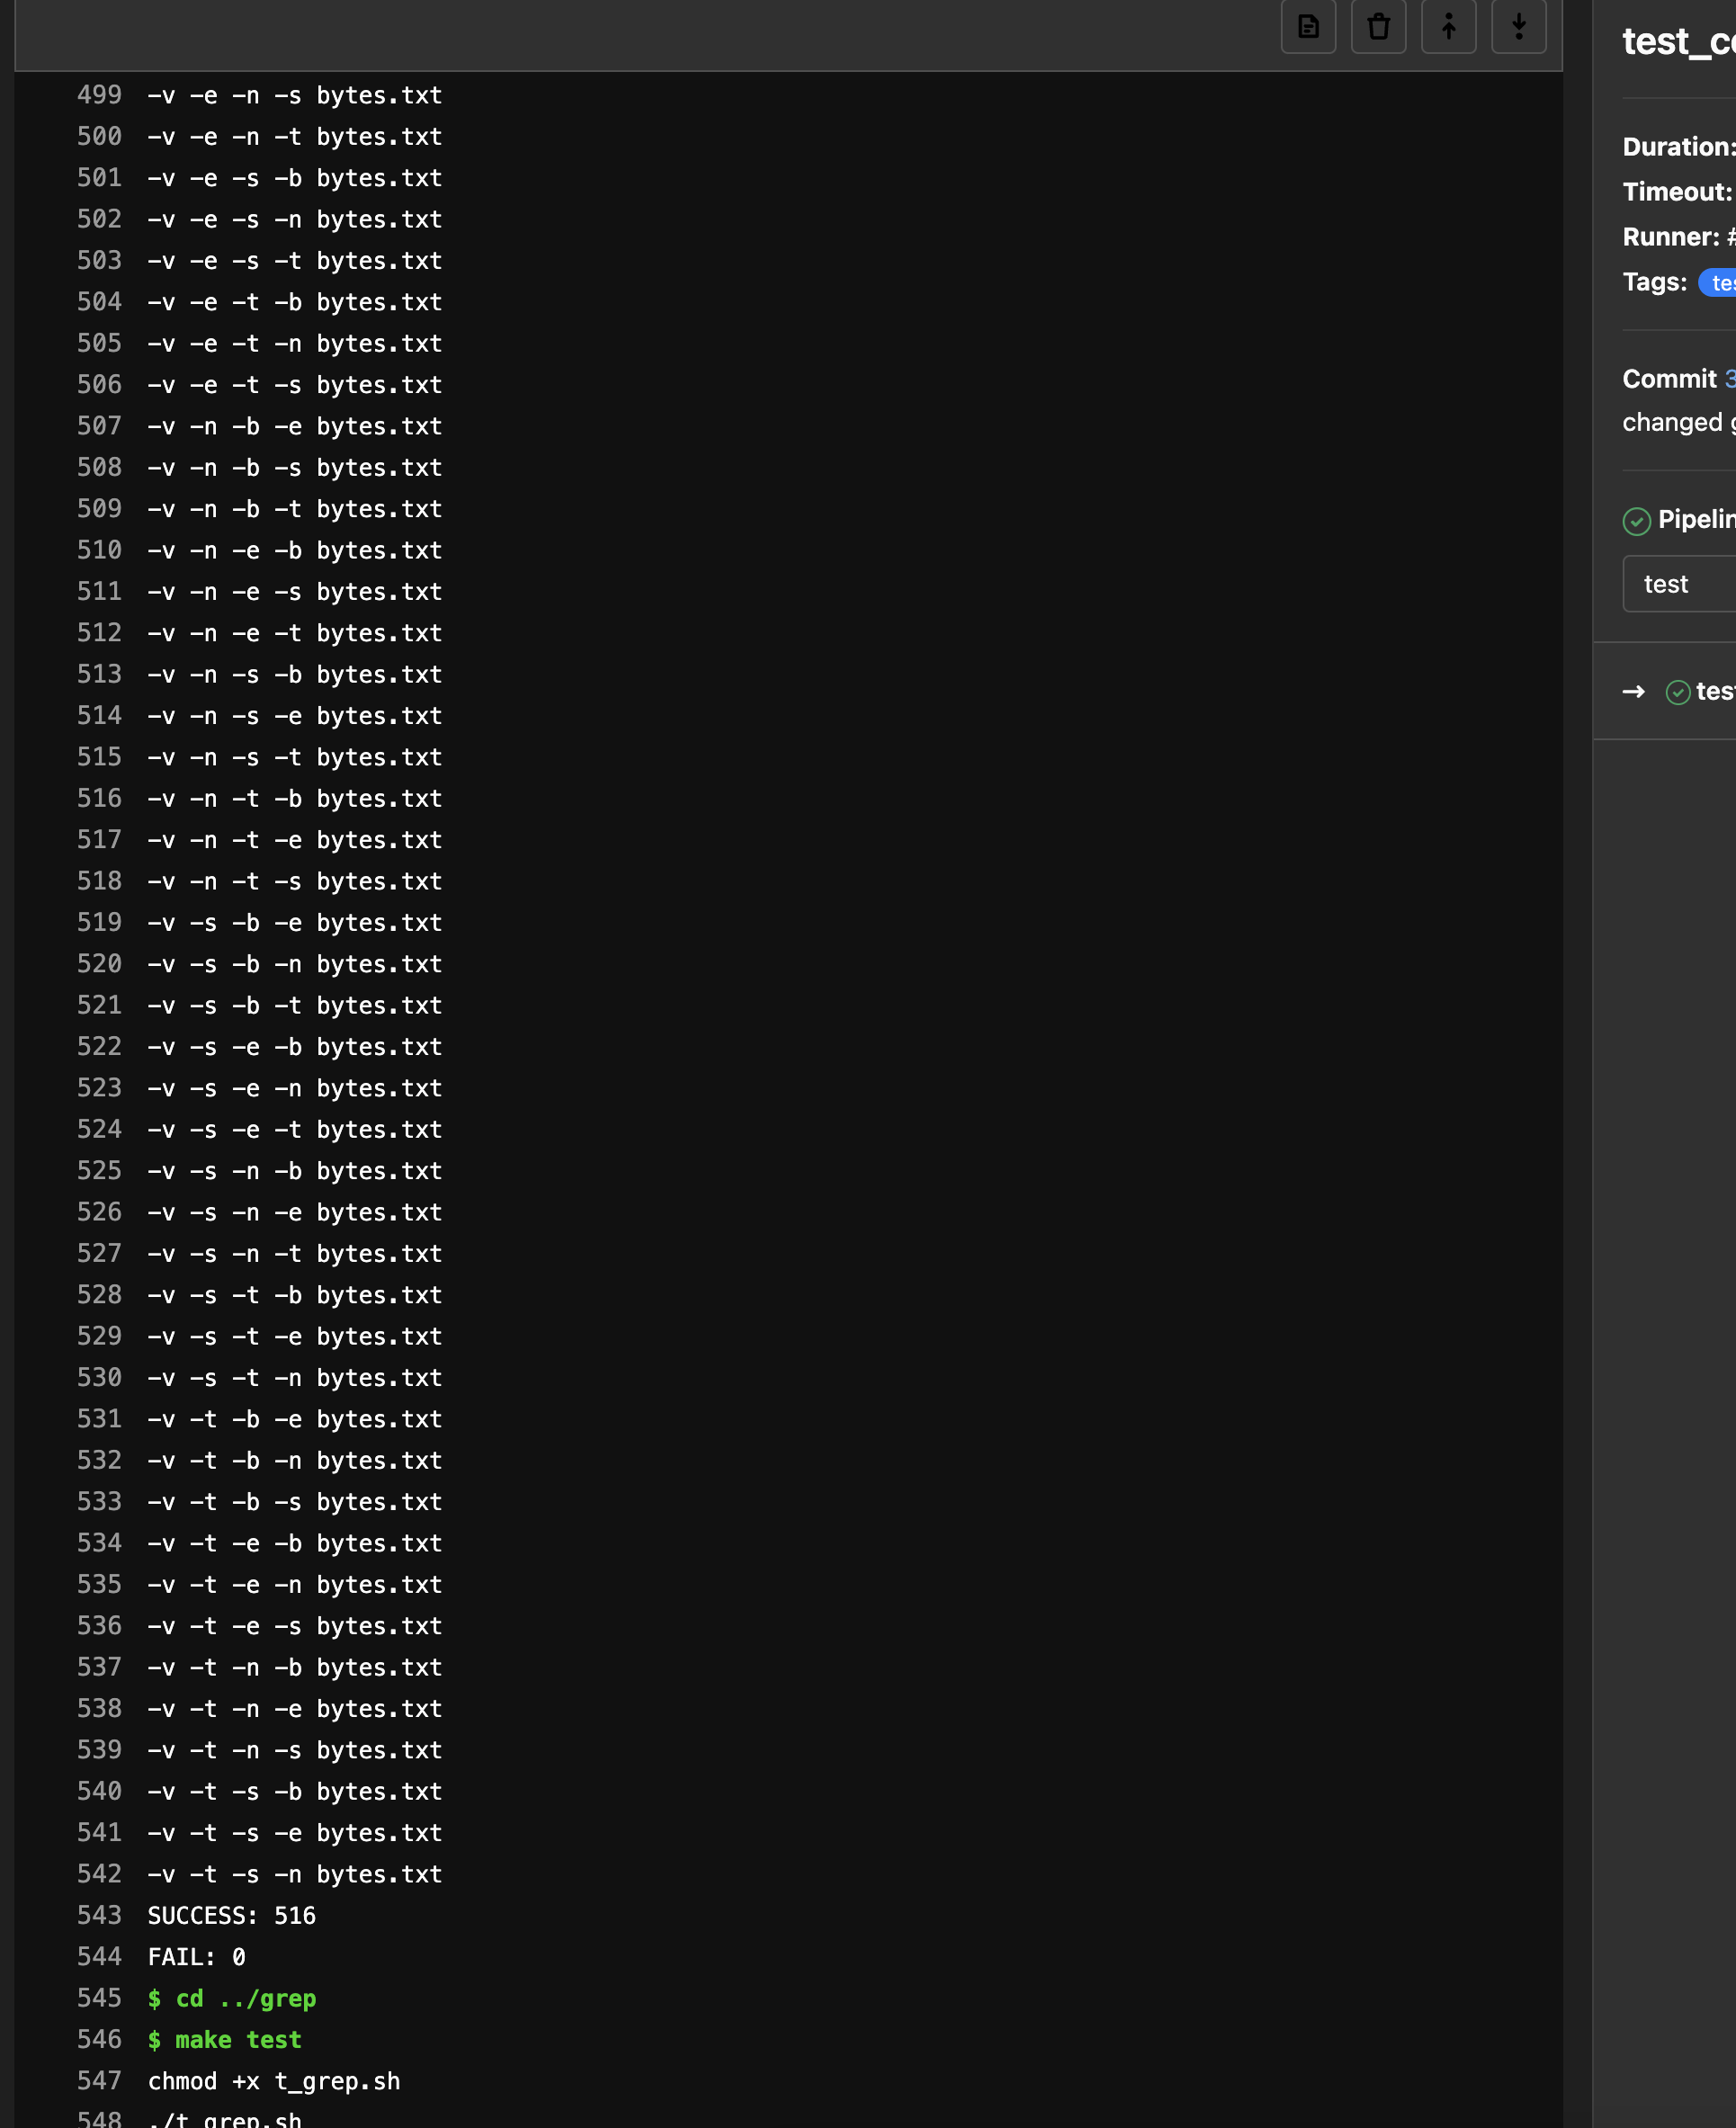 499 -v -e -n -s bytes.txt
500 -v -e -n -t bytes.txt
501 -v -e -s -b bytes.txt
502 -v -e -s -n bytes.txt
503 -v -e -s -t bytes.txt
504 -v -e -t -b bytes.txt
505 -v -e -t -n bytes.txt
506 -v -e -t -s bytes.txt
507 -v -n -b -e bytes.txt
508 -v -n -b -s bytes.txt
509 -v -n -b -t bytes.txt
510 -v -n -e -b bytes.txt
511 -v -n -e -s bytes.txt
512 -v -n -e -t bytes.txt
513 -v -n -s -b bytes.txt
514 -v -n -s -e bytes.txt
515 -v -n -s -t bytes.txt
516 -v -n -t -b bytes.txt
517 -v -n -t -e bytes.txt
518 -v -n -t -s bytes.txt
519 -v -s -b -e bytes.txt
520 -v -s -b -n bytes.txt
521 -v -s -b -t bytes.txt
522 -v -s -e -b bytes.txt
523 -v -s -e -n bytes.txt
524 -v -s -e -t bytes.txt
525 -v -s -n -b bytes.txt
526 -v -s -n -e bytes.txt
527 -v -s -n -t bytes.txt
528 -v -s -t -b bytes.txt
529 -v -s -t -e bytes.txt
530 -v -s -t -n bytes.txt
531 -v -t -b -e bytes.txt
532 -v -t -b -n bytes.txt
533 -v -t -b -s bytes.txt
534 -v -t -e -b bytes.txt
535 -v -t -e -n bytes.txt
536 -v -t -e -s bytes.txt
537 -v -t -n -b bytes.txt
538 -v -t -n -e bytes.txt
539 -v -t -n -s bytes.txt
540 -v -t -s -b bytes.txt
541 -v -t -s -e bytes.txt
542 -v -t -s -n bytes.txt
543 SUCCESS: 516
544 FAIL: 0
545 $ cd ../grep
546 $ make test
547 chmod +x t_grep.sh
548 ./t_grep.sh
test_c
Duration:
Timeout:
Runner: #
Tags: tes
Commit 3
changed g
Pipelin
test
→ test